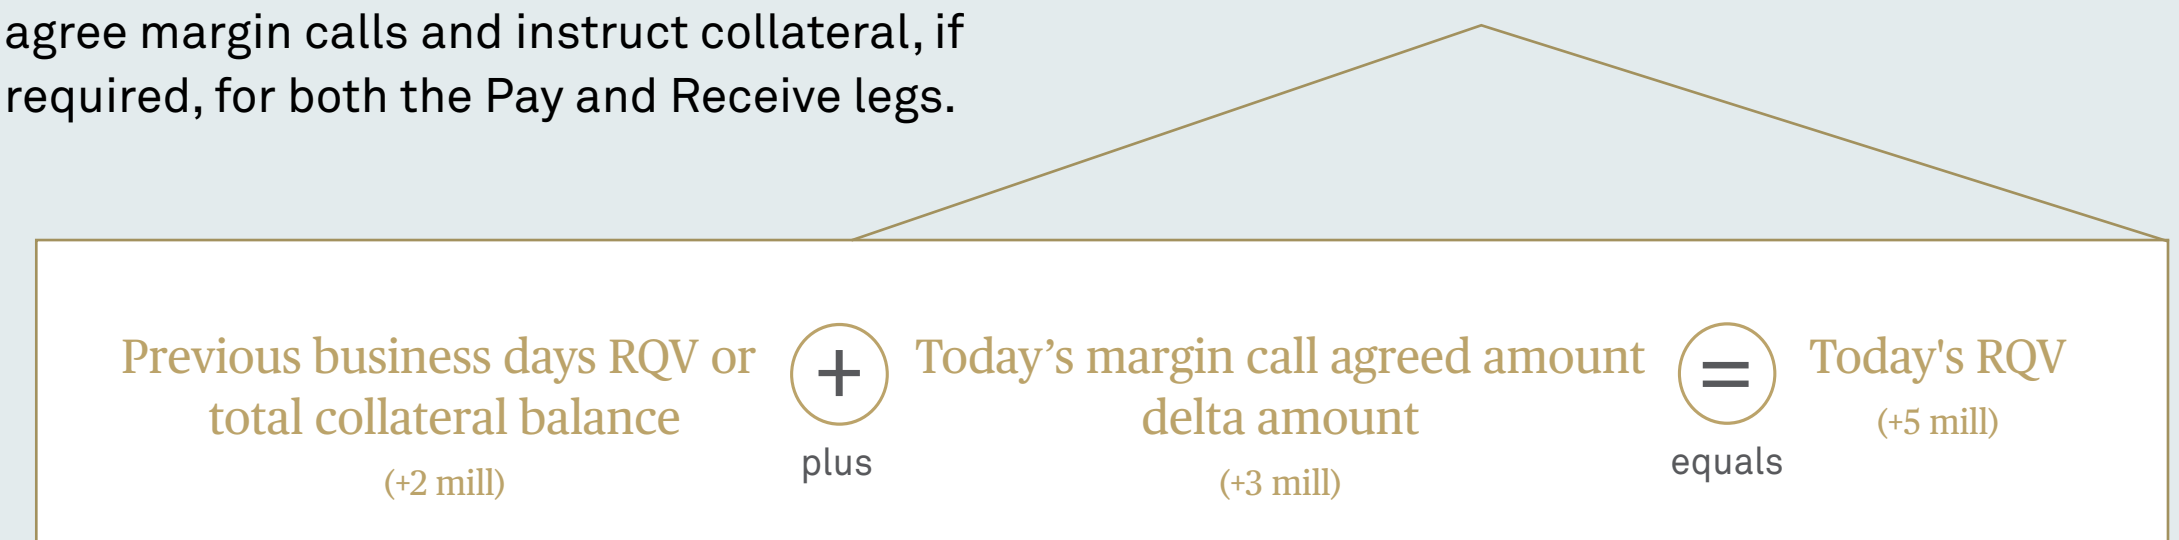 agree margin calls and instruct collateral, if
required, for both the Pay and Receive legs.
Previous business days RQV or
total collateral balance
(+2 mill)
+
plus
Today’s margin call agreed amount
delta amount
(+3 mill)
=
equals
Today's RQV
(+5 mill)